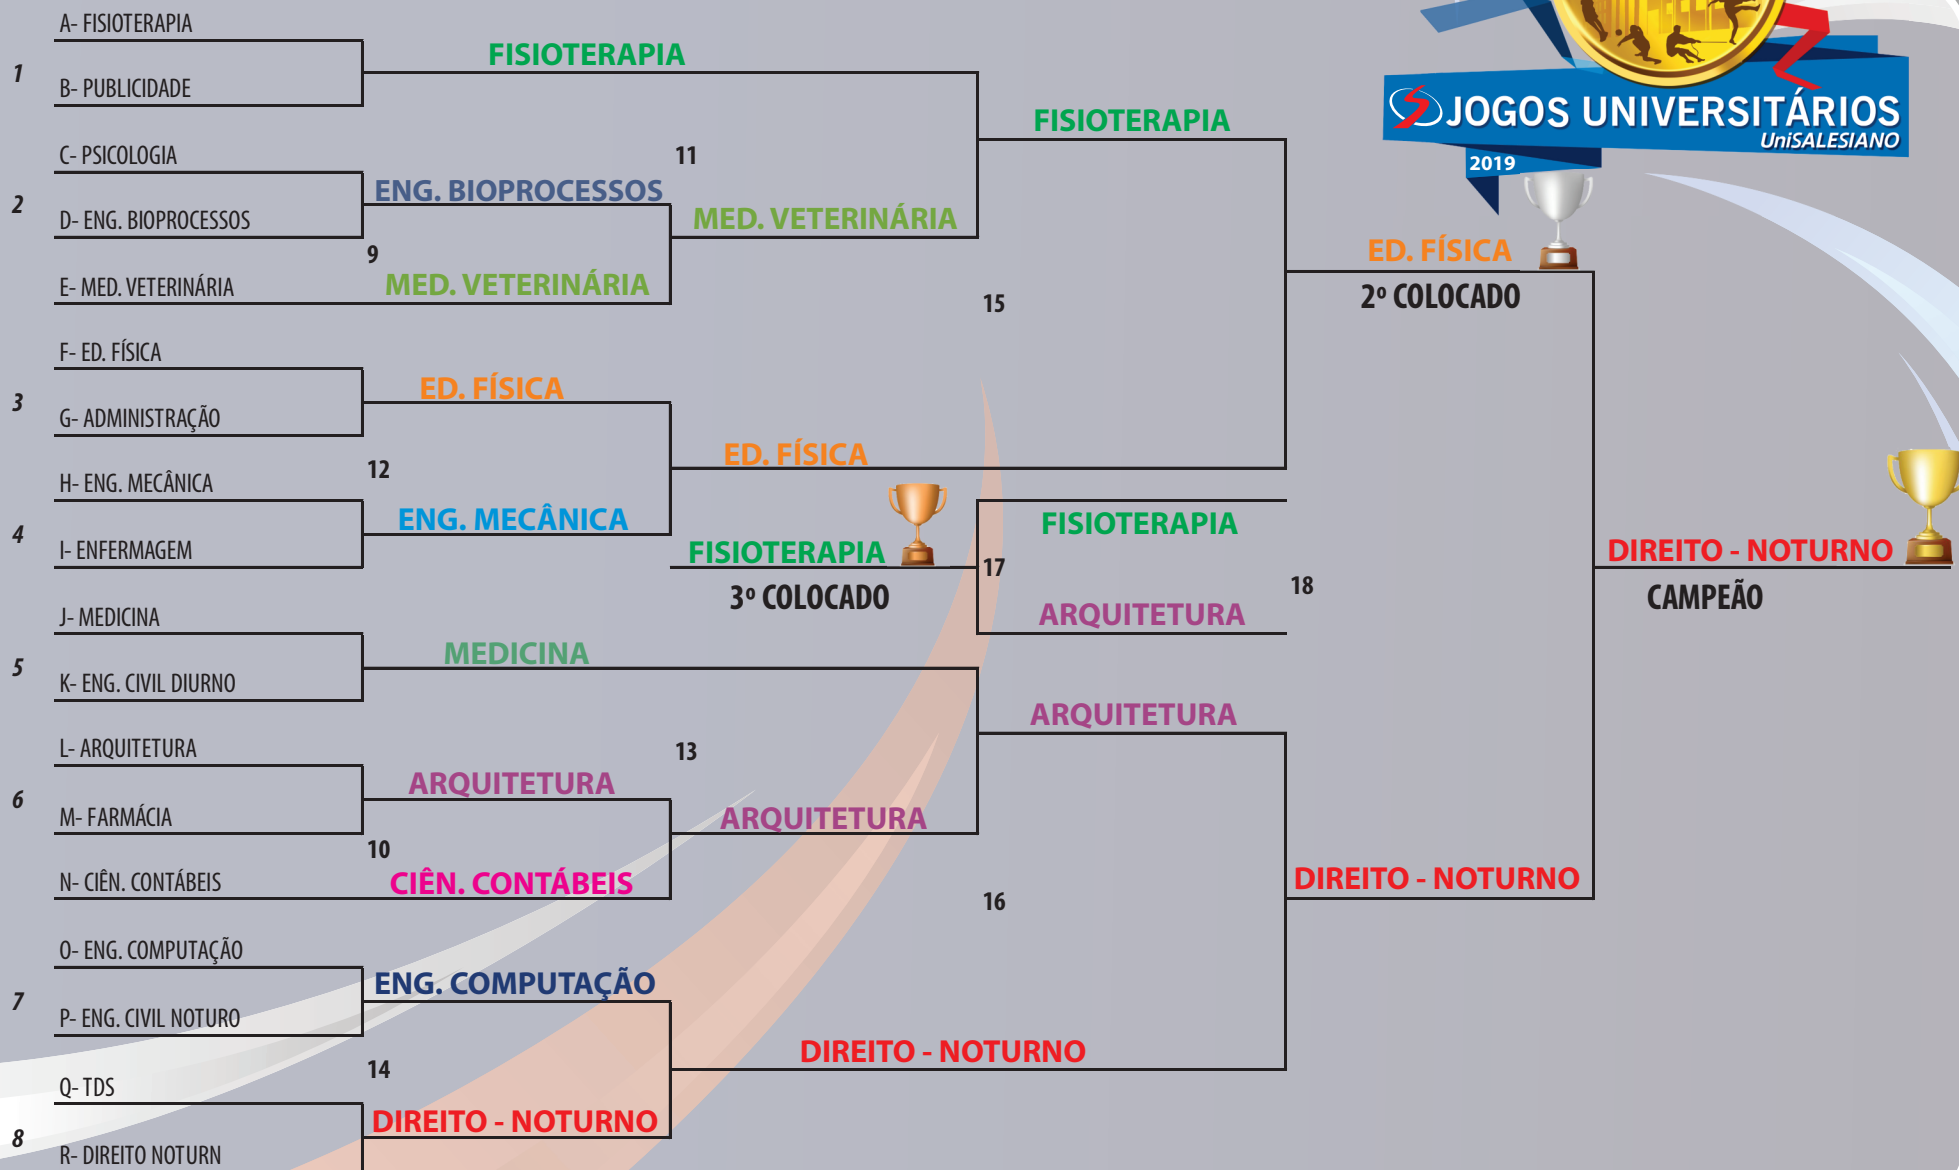 A- FISIOTERAPIA
1
B- PUBLICIDADE
FISIOTERAPIA
C- PSICOLOGIA
2
D- ENG. BIOPROCESSOS
ENG. BIOPROCESSOS
9
E- MED. VETERINÁRIA
MED. VETERINÁRIA
11
MED. VETERINÁRIA
FISIOTERAPIA
F- ED. FÍSICA
3
G- ADMINISTRAÇÃO
ED. FÍSICA
12
H- ENG. MECÂNICA
4
I- ENFERMAGEM
ENG. MECÂNICA
ED. FÍSICA
15
ED. FÍSICA
2º COLOCADO
FISIOTERAPIA
3º COLOCADO
17
FISIOTERAPIA
ARQUITETURA
18
DIREITO - NOTURNO
CAMPEÃO
J- MEDICINA
5
K- ENG. CIVIL DIURNO
MEDICINA
L- ARQUITETURA
6
M- FARMÁCIA
ARQUITETURA
10
N- CIÊN. CONTÁBEIS
CIÊN. CONTÁBEIS
13
ARQUITETURA
ARQUITETURA
16
DIREITO - NOTURNO
O- ENG. COMPUTAÇÃO
7
P- ENG. CIVIL NOTURO
ENG. COMPUTAÇÃO
14
Q- TDS
8
R- DIREITO NOTURN
DIREITO - NOTURNO
DIREITO - NOTURNO
JOGOS UNIVERSITÁRIOS
UniSALESIANO
2019